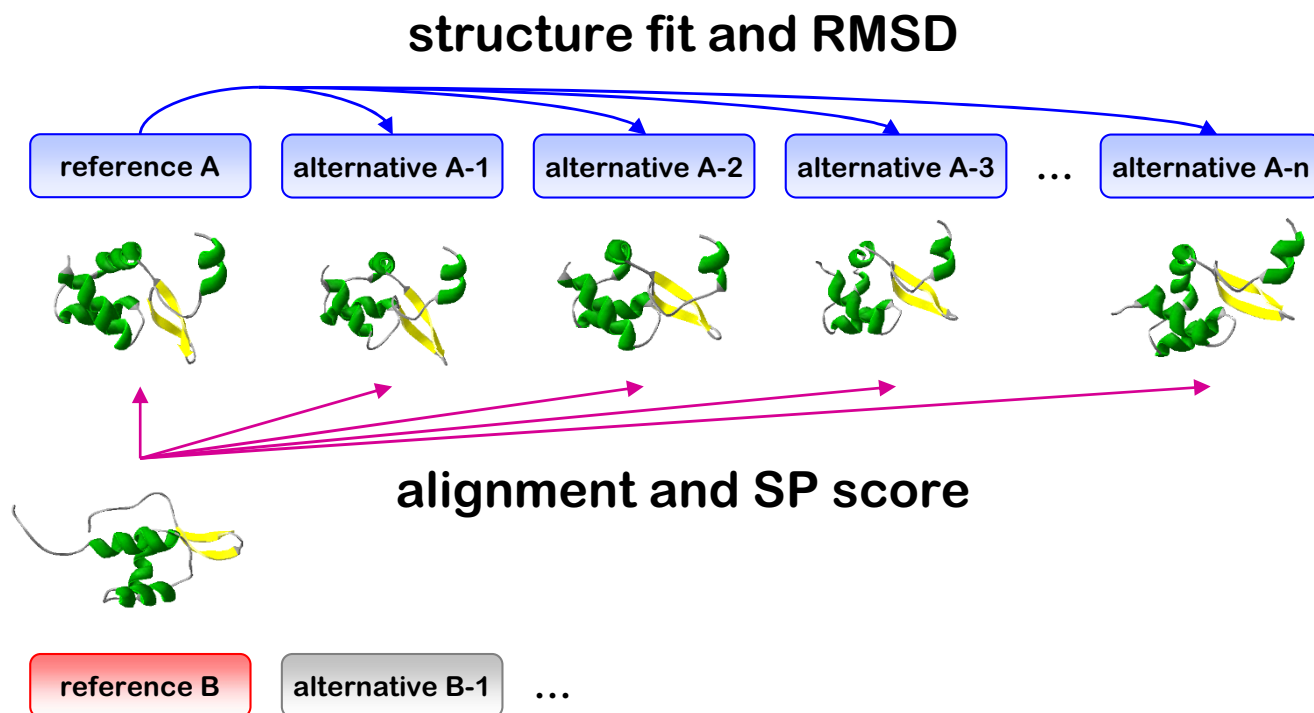 structure fit and RMSD
reference A
alternative A-1
alternative A-2
alternative A-3
...
alternative A-n
alignment and SP score
reference B
alternative B-1
...